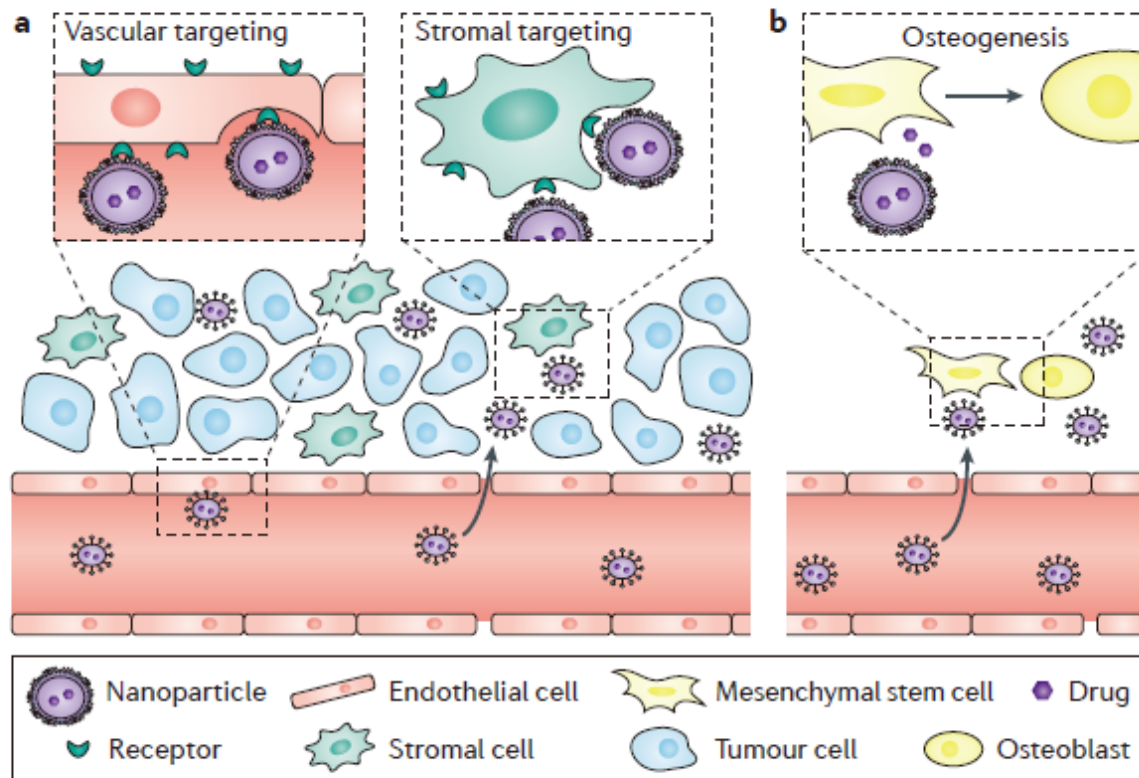 a
Vascular targeting
Stromal targeting
b
Osteogenesis
Nanoparticle
Endothelial cell
Mesenchymal stem cell
Drug
Receptor
Stromal cell
Tumour cell
Osteoblast